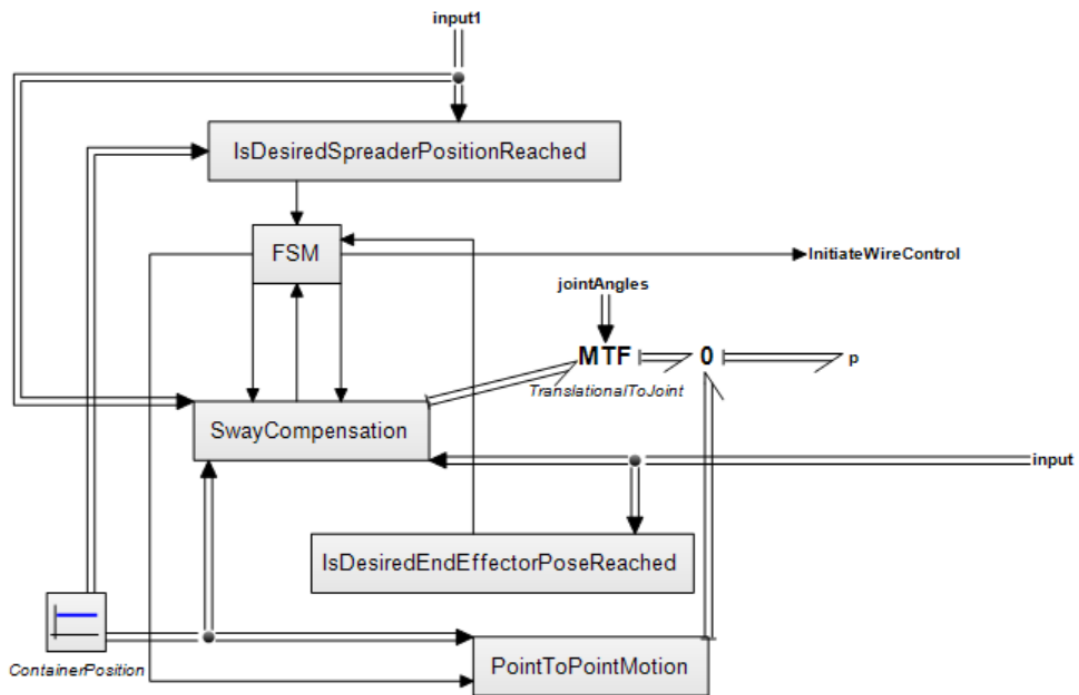 input1
IsDesiredSpreaderPositionReached
FSM
InitiateWireControl
jointAngles
MTF
0
p
TranslationalToJoint
SwayCompensation
input
IsDesiredEndEffectorPoseReached
ContainerPosition
PointToPointMotion